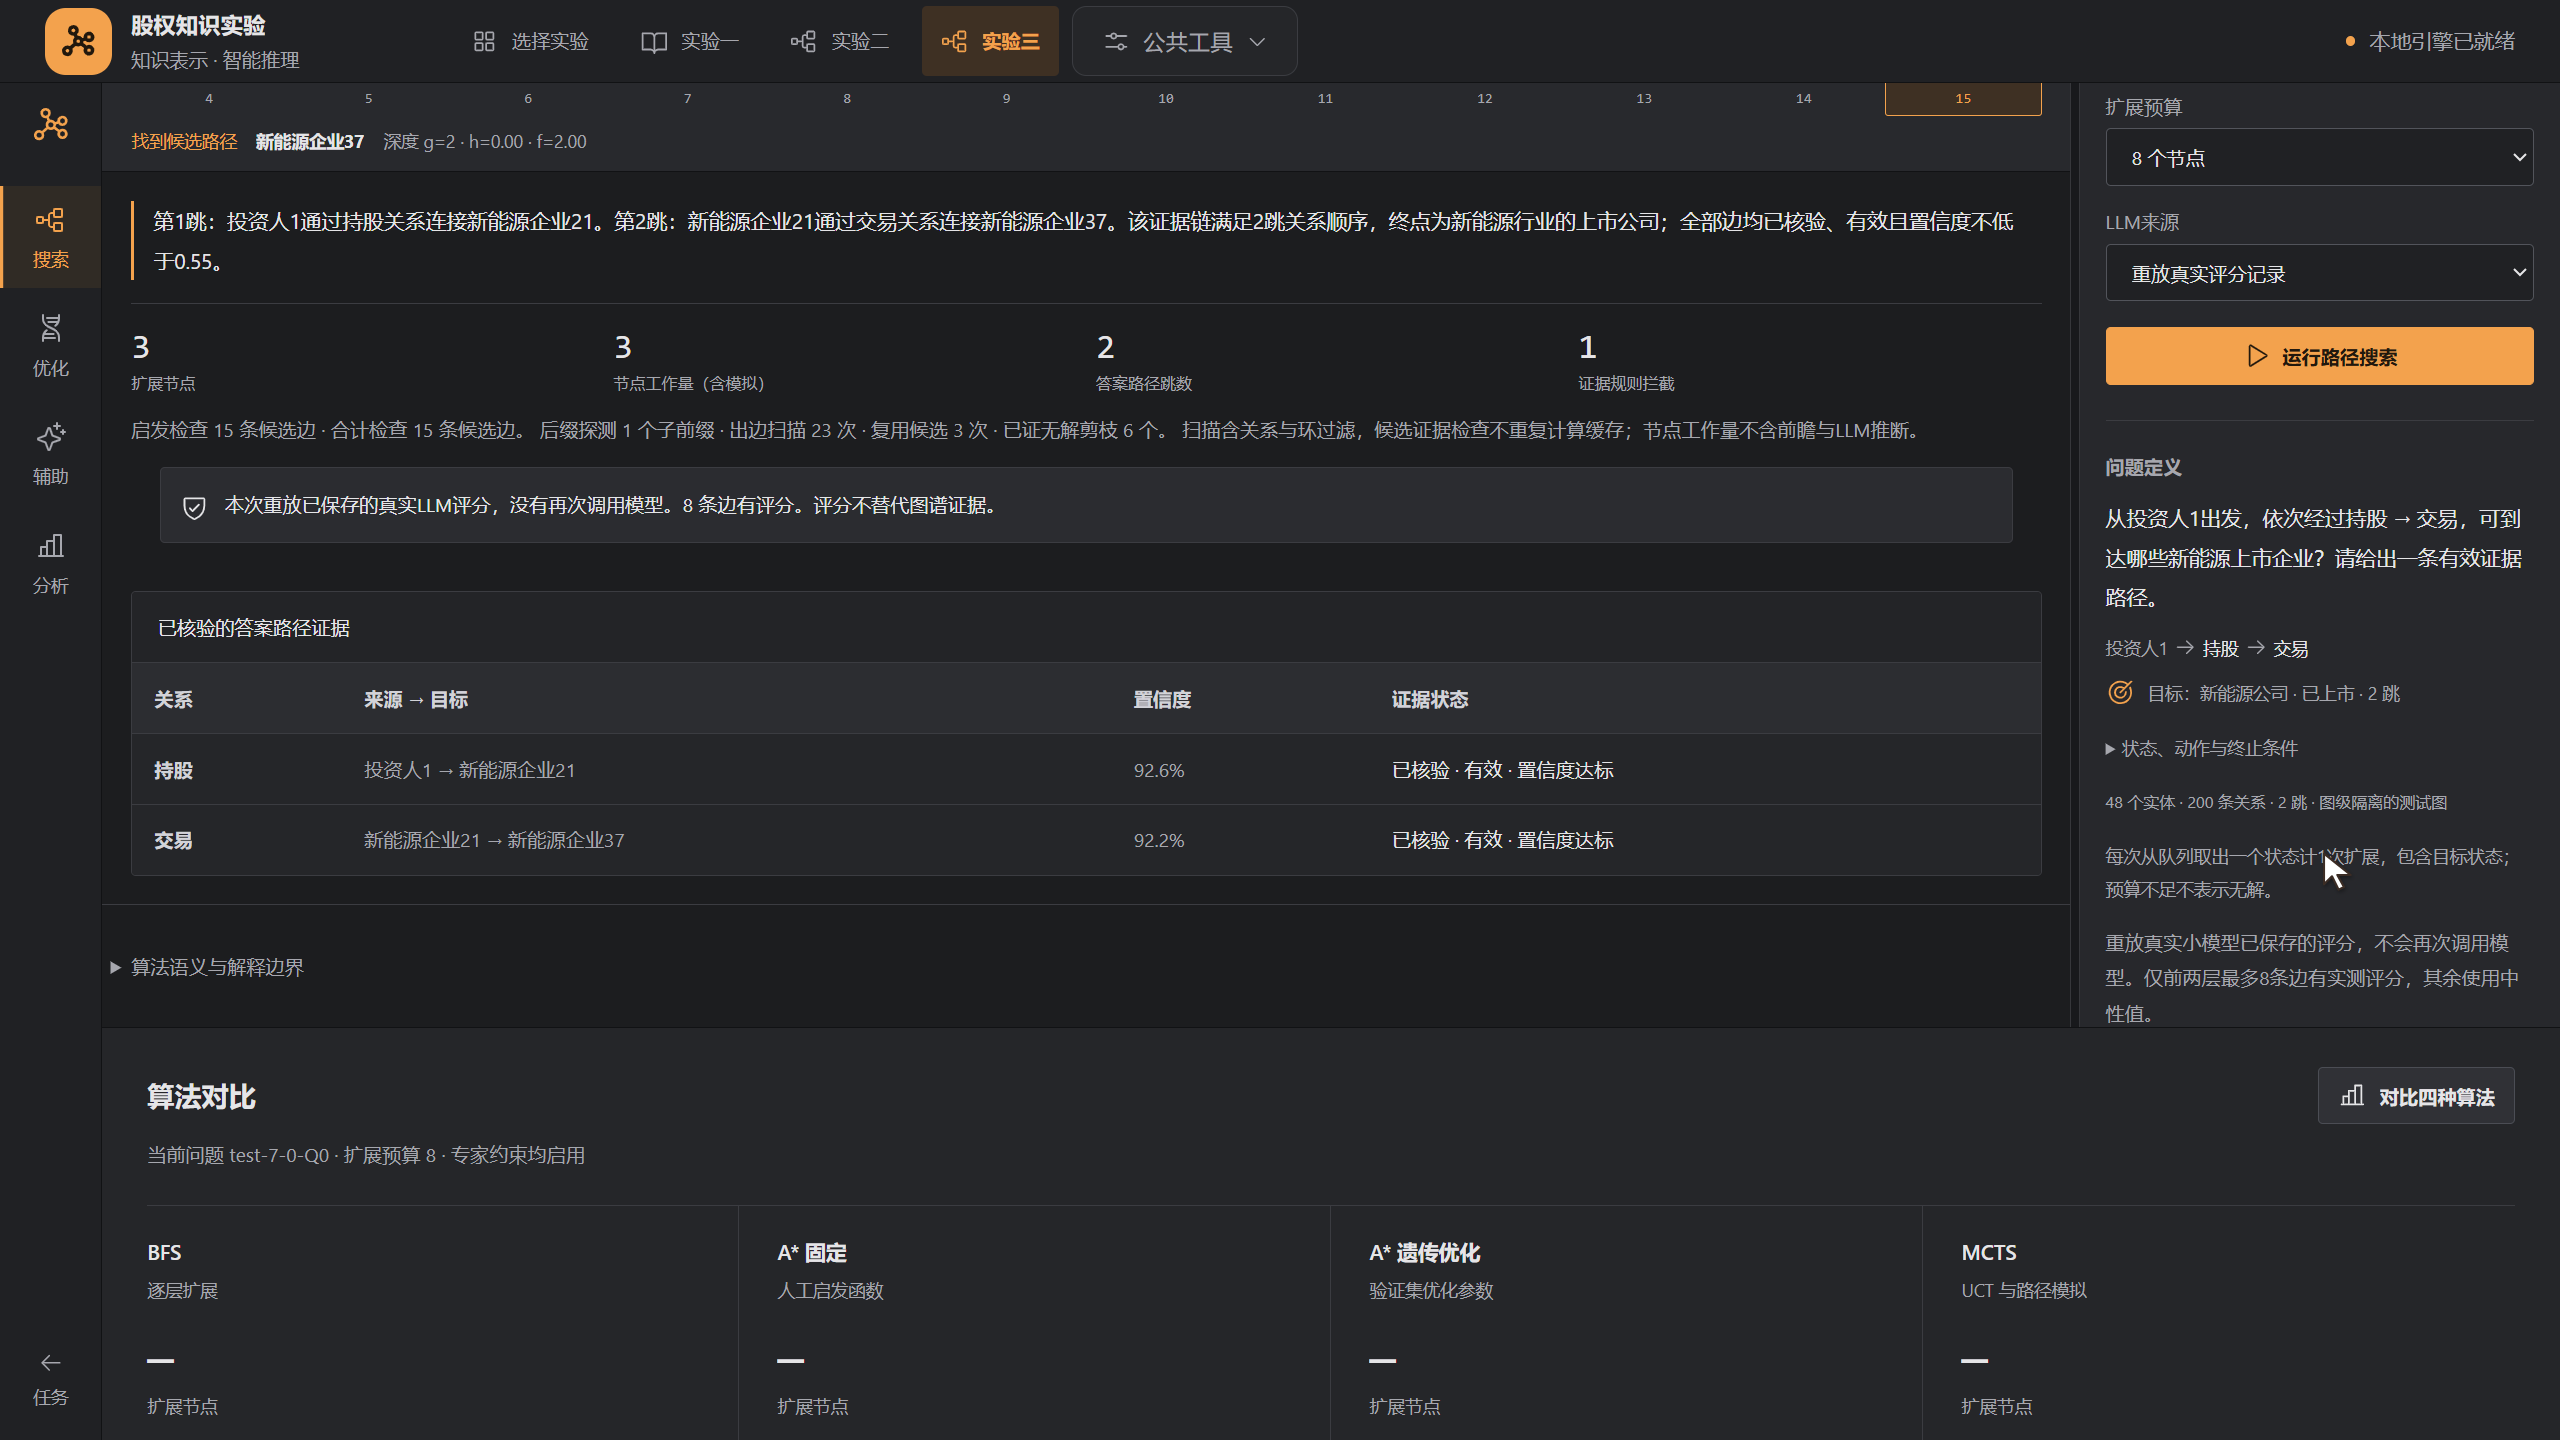 股权知识实验
知识表示 · 智能推理
选择实验
实验一
实验二
实验三
公共工具
本地引擎已就绪
搜索
优化
辅助
分析
任务
4 5 6 7 8 9 10 11 12 13 14 15
找到候选路径 新能源企业37 深度 g=2 · h=0.00 · f=2.00
第1跳：投资人1通过持股关系连接新能源企业21。第2跳：新能源企业21通过交易关系连接新能源企业37。该证据链满足2跳关系顺序，终点为新能源行业的上市公司；全部边均已核验、有效且置信度不低
于0.55。
3 3 2 1
扩展节点 节点工作量（含模拟） 答案路径跳数 证据规则拦截
启发检查 15 条候选边 · 合计检查 15 条候选边。 后缀探测 1 个子前缀 · 出边扫描 23 次 · 复用候选 3 次 · 已证无解剪枝 6 个。 扫描含关系与环过滤，候选证据检查不重复计算缓存；节点工作量不含前瞻与LLM推断。
本次重放已保存的真实LLM评分，没有再次调用模型。8 条边有评分。评分不替代图谱证据。
已核验的答案路径证据
关系 来源 → 目标 置信度 证据状态
持股 投资人1 → 新能源企业21 92.6% 已核验 · 有效 · 置信度达标
交易 新能源企业21 → 新能源企业37 92.2% 已核验 · 有效 · 置信度达标
算法语义与解释边界
扩展预算
8 个节点
LLM来源
重放真实评分记录
运行路径搜索
问题定义
从投资人1出发，依次经过持股 → 交易，可到
达哪些新能源上市企业？请给出一条有效证据
路径。
投资人1 → 持股 → 交易
目标：新能源公司 · 已上市 · 2 跳
状态、动作与终止条件
48 个实体 · 200 条关系 · 2 跳 · 图级隔离的测试图
每次从队列取出一个状态计1次扩展，包含目标状态；
预算不足不表示无解。
重放真实小模型已保存的评分，不会再次调用模
型。仅前两层最多8条边有实测评分，其余使用中
性值。
算法对比
对比四种算法
当前问题 test-7-0-Q0 · 扩展预算 8 · 专家约束均启用
BFS A* 固定 A* 遗传优化 MCTS
逐层扩展 人工启发函数 验证集优化参数 UCT 与路径模拟
— — — —
扩展节点 扩展节点 扩展节点 扩展节点